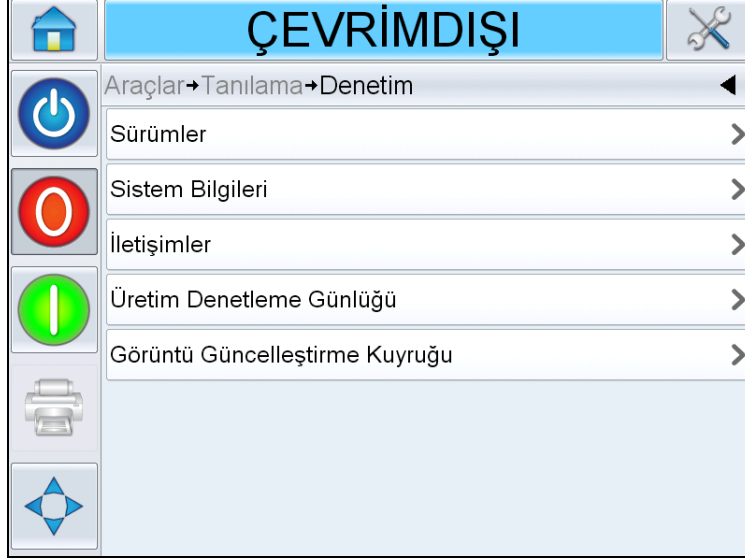 ÇEVRİMDIŞI
Araçlar→Tanılama→Denetim
Sürümler
Sistem Bilgileri
İletişimler
Üretim Denetleme Günlüğü
Görüntü Güncelleştirme Kuyruğu